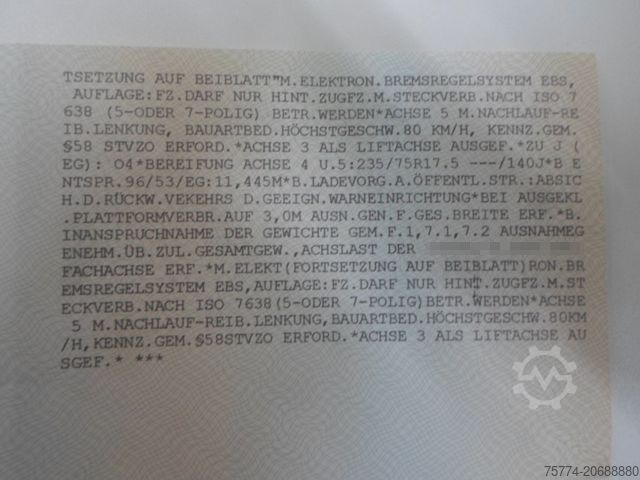 TSETZUNG AUF BEIBLATT"M.ELEKTRON.BREMSREGELSYSTEM EBS,
AUFLAGE:FZ.DARF NUR HINT.ZUGFZ.M.STECKVERB.NACH ISO 7
638 (5-ODER 7-POLIG) BETR.WERDEN*ACHSE 5 M.NACHLAUF-RE
IB.LENKUNG, BAUARTBED.HÖCHSTGESCHW.80 KM/H, KENNZ.GEM.
§58 STVZO ERFORD.*ACHSE 3 ALS LIFTACHSE AUSGEF.*ZU J (
EG): O4*BEREIFUNG ACHSE 4 U.5:235/75R17.5 ---/140J*B E
NTSPR.96/53/EG:11,445M*B.LADEVORG.A.ÖFFENTL.STR.:ABSIC
H.D.RÜCKW.VEKEHRS D.GEEIGN.WARNEINRICHTUNG*BEI AUSGEKL
.PLATTFORMVERBR.AUF 3,0M AUSN.GEN.F.GES.BREITE ERF.*B.
INANSPRUCHNAHME DER GEWICHTE GEM.F.1,7.1,7.2 AUSNAHMEG
ENEHM.ÜB.ZUL.GESAMTGEW.,ACHSLAST DER
FACHACHSE ERF.*M.ELEKT(FORTSETZUNG AUF BEIBLATT)RON.BR
EMSREGELSYSTEM EBS,AUFLAGE:FZ.DARF NUR HINT.ZUGFZ.M.ST
ECKVERB.NACH ISO 7638(5-ODER 7-POLIG)BETR.WERDEN*ACHSE
5 M.NACHLAUF-REIB.LENKUNG,BAUARTBED.HÖCHSTGESCHW.80KM
/H,KENNZ.GEM.§58STVZO ERFORD.*ACHSE 3 ALS LIFTACHSE AU
SGEF.* ***
75774-20688880